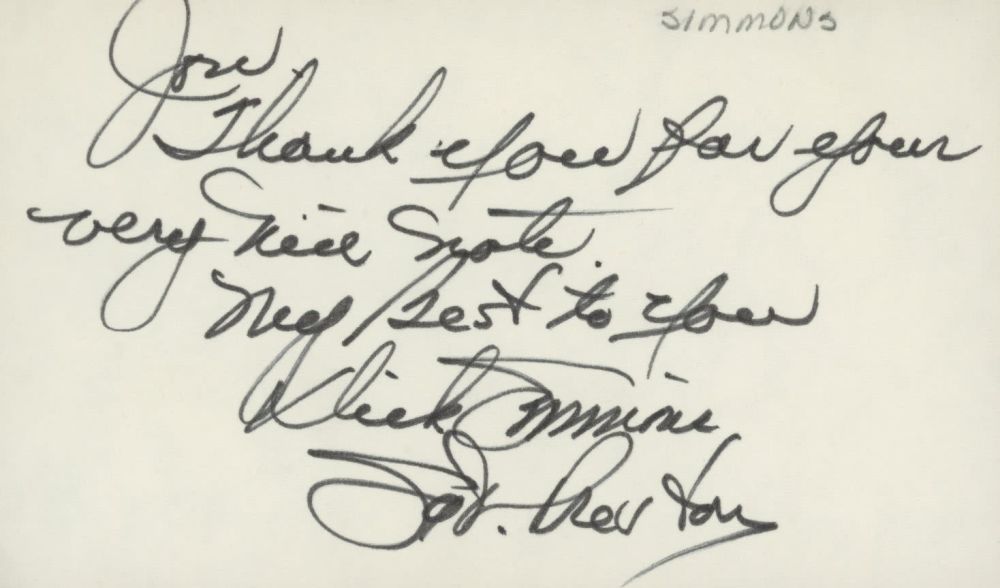 SIMMONS
Jon
Thank you for your
very nice note.
My best to you
Dick Simmons
Sgt. Preston